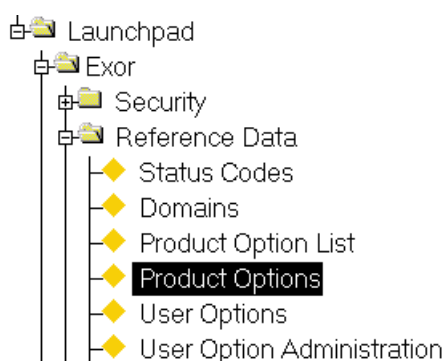 Launchpad
Exor
Security
Reference Data
Status Codes
Domains
Product Option List
Product Options
User Options
User Option Administration